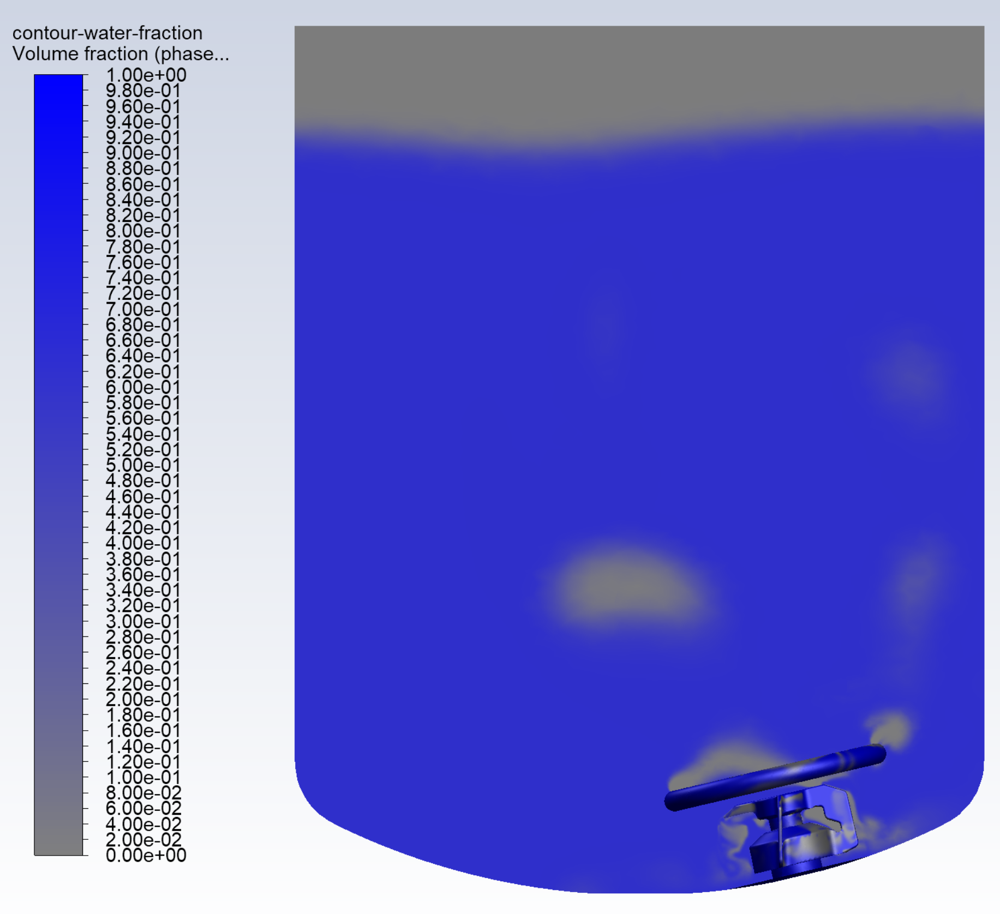 contour-water-fraction
Volume fraction (phase...
1.00e+00
9.80e-01
9.60e-01
9.40e-01
9.20e-01
9.00e-01
8.80e-01
8.60e-01
8.40e-01
8.20e-01
8.00e-01
7.80e-01
7.60e-01
7.40e-01
7.20e-01
7.00e-01
6.80e-01
6.60e-01
6.40e-01
6.20e-01
6.00e-01
5.80e-01
5.60e-01
5.40e-01
5.20e-01
5.00e-01
4.80e-01
4.60e-01
4.40e-01
4.20e-01
4.00e-01
3.80e-01
3.60e-01
3.40e-01
3.20e-01
3.00e-01
2.80e-01
2.60e-01
2.40e-01
2.20e-01
2.00e-01
1.80e-01
1.60e-01
1.40e-01
1.20e-01
1.00e-01
8.00e-02
6.00e-02
4.00e-02
2.00e-02
0.00e+00